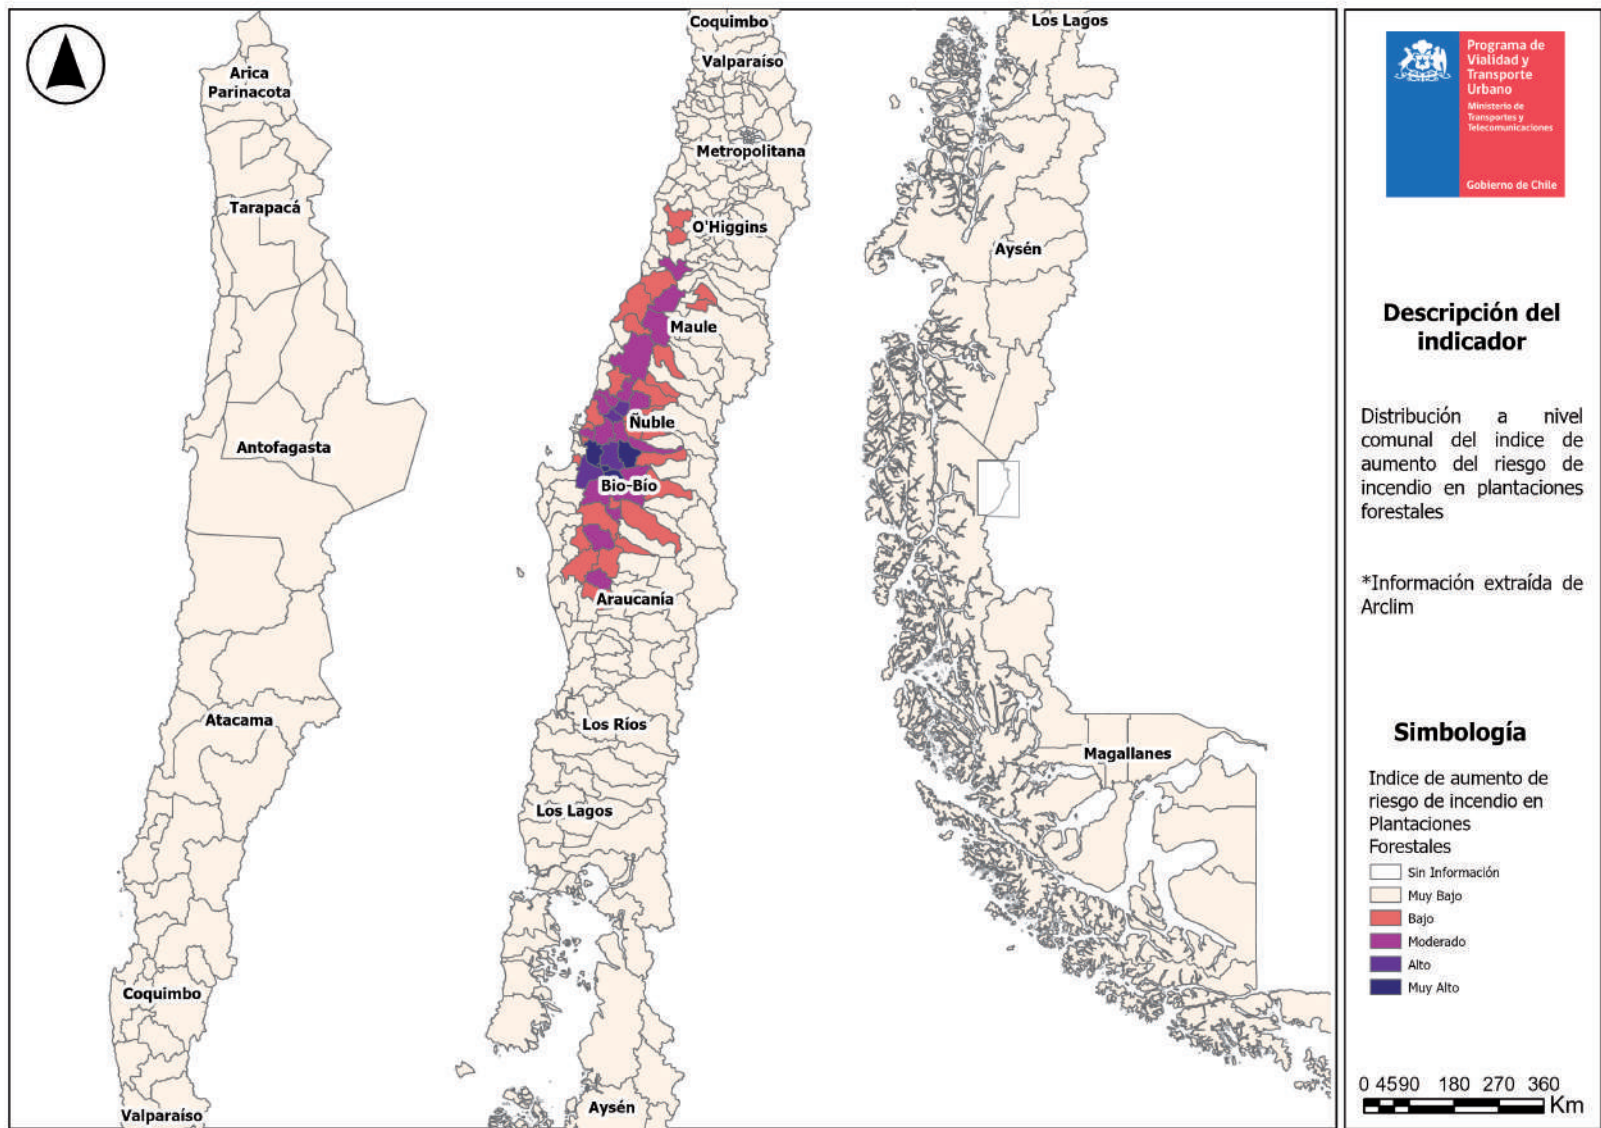 Arica
Parinacota
Tarapacá
Antofagasta
Atacama
Coquimbo
Valparaíso
Coquimbo
Valparaíso
Metropolitana
O'Higgins
Maule
Ñuble
Bio-Bío
Araucanía
Los Ríos
Los Lagos
Aysén
Los Lagos
Aysén
Magallanes
Programa de
Vialidad y
Transporte
Urbano
Ministerio de
Transportes y
Telecomunicaciones
Gobierno de Chile
Descripción del
indicador
Distribución a nivel
comunal del indice de
aumento del riesgo de
incendio en plantaciones
forestales
*Información extraída de
Arclim
Simbología
Indice de aumento de
riesgo de incendio en
Plantaciones
Forestales
Sin Información
Muy Bajo
Bajo
Moderado
Alto
Muy Alto
0 4590 180 270 360
Km